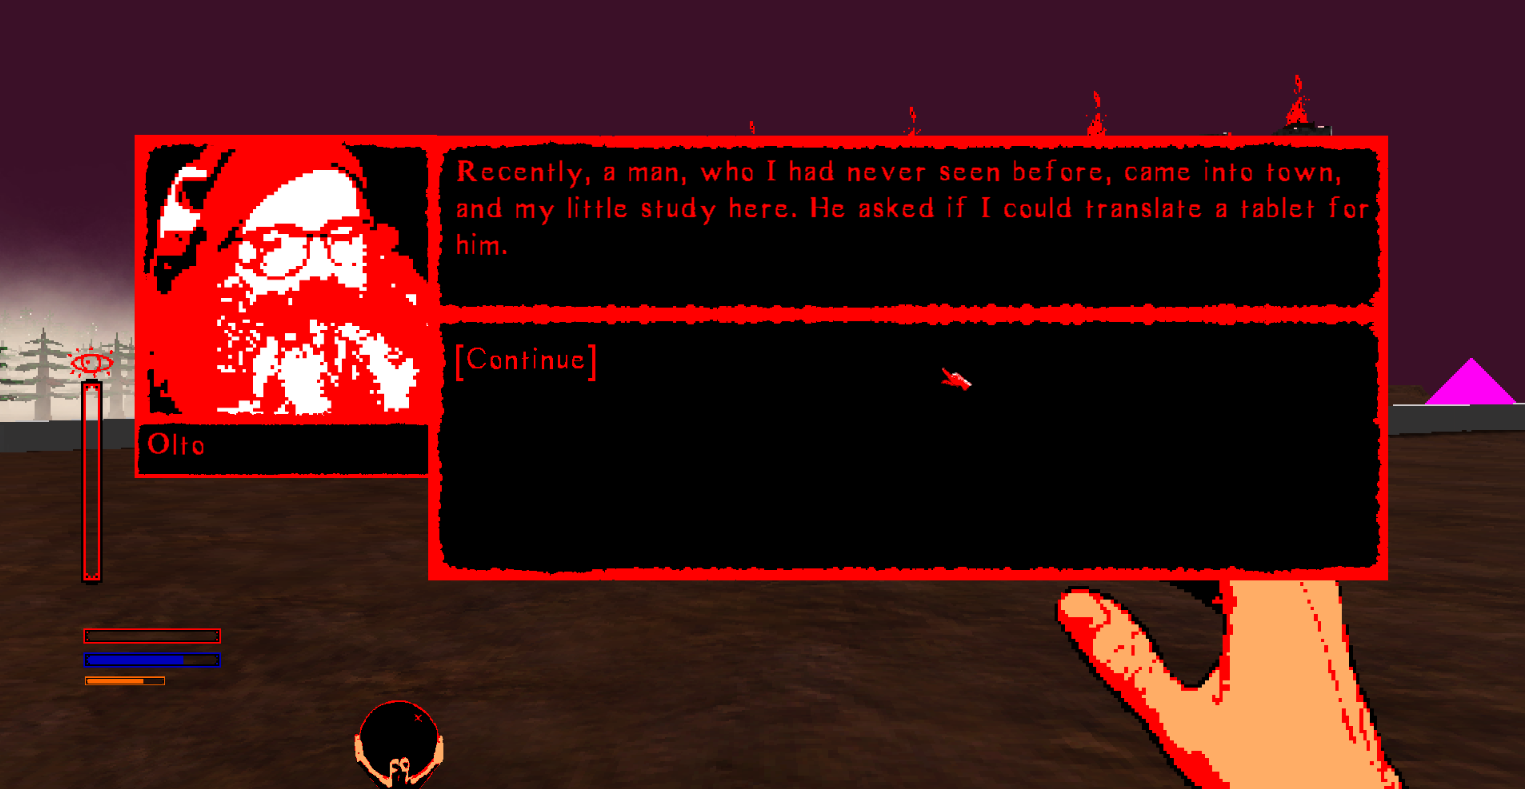 Recently, a man, who I had never seen before, came into town,
and my little study here. He asked if I could translate a tablet for
him.
[Continue]
Olto